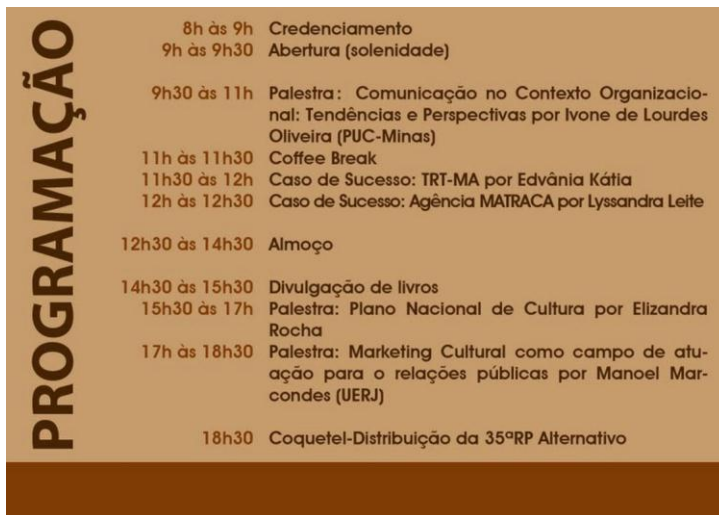 PROGRAMAÇÃO
8h às 9h Credenciamento
9h às 9h30 Abertura (solenidade)
9h30 às 11h Palestra: Comunicação no Contexto Organizacio-
nal: Tendências e Perspectivas por Ivone de Lourdes
Oliveira (PUC-Minas)
11h às 11h30 Coffee Break
11h30 às 12h Caso de Sucesso: TRT-MA por Edvânia Kátia
12h às 12h30 Caso de Sucesso: Agência MATRACA por Lyssandra Leite
12h30 às 14h30 Almoço
14h30 às 15h30 Divulgação de livros
15h30 às 17h Palestra: Plano Nacional de Cultura por Elizandra
Rocha
17h às 18h30 Palestra: Marketing Cultural como campo de atu-
ação para o relações públicas por Manoel Mar-
condes (UERJ)
18h30 Coquetel-Distribuição da 35ªRP Alternativo